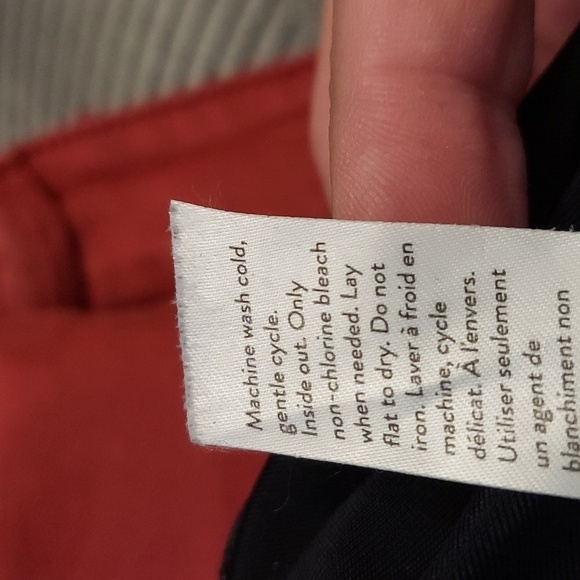 Machine wash cold,
gentle cycle.
Inside out. Only
non-chlorine bleach
when needed. Lay
flat to dry. Do not
iron. Laver à froid en
machine, cycle
délicat. À l'envers.
Utiliser seulement
un agent de
blanchiment non